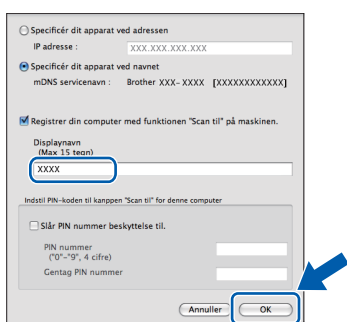 Specificér dit apparat ved adressen
IP adresse : XXX.XXX.XXX.XXX
Specificér dit apparat ved navnet
mDNS servicenavn : Brother XXX-XXXX [XXXXXXXXXXXX]
Registrer din computer med funktionen "Scan til" på maskinen.
Displaynavn
(Max 15 tegn)
XXXX
Indstil PIN-koden til kanppen "Scan til" for denne computer
Slår PIN nummer beskyttelse til.
PIN nummer
("0"-"9", 4 cifre)
Gentag PIN nummer
Annuller OK